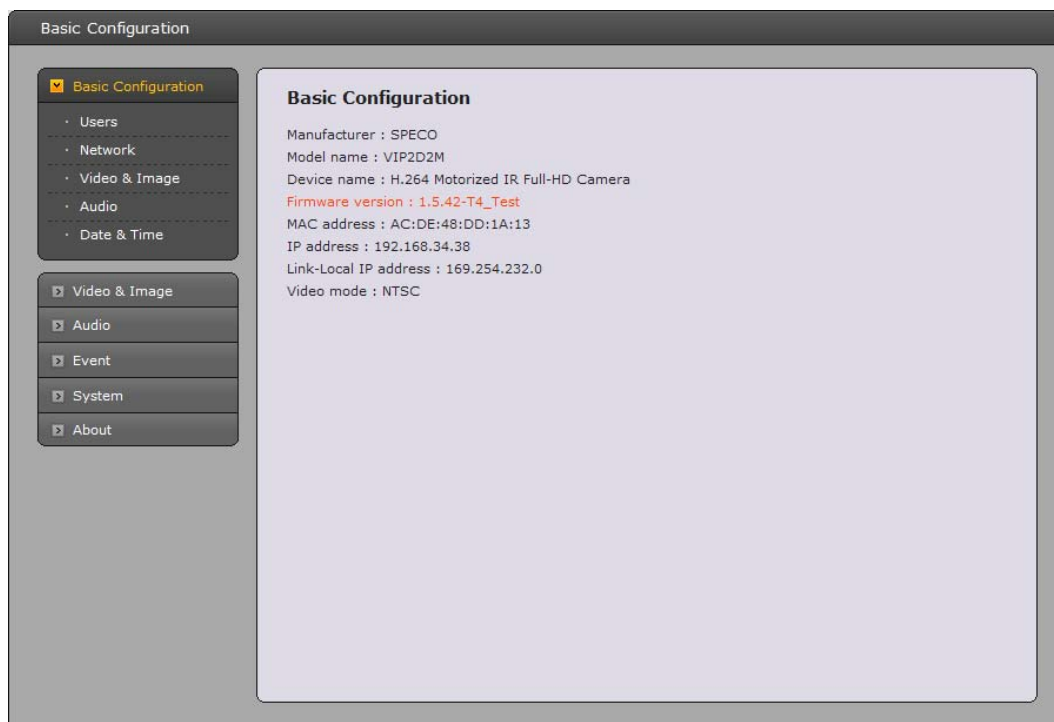 Basic Configuration
Basic Configuration
· Users
· Network
· Video & Image
· Audio
· Date & Time
Video & Image
Audio
Event
System
About
Basic Configuration
Manufacturer : SPECO
Model name : VIP2D2M
Device name : H.264 Motorized IR Full-HD Camera
Firmware version : 1.5.42-T4_Test
MAC address : AC:DE:48:DD:1A:13
IP address : 192.168.34.38
Link-Local IP address : 169.254.232.0
Video mode : NTSC